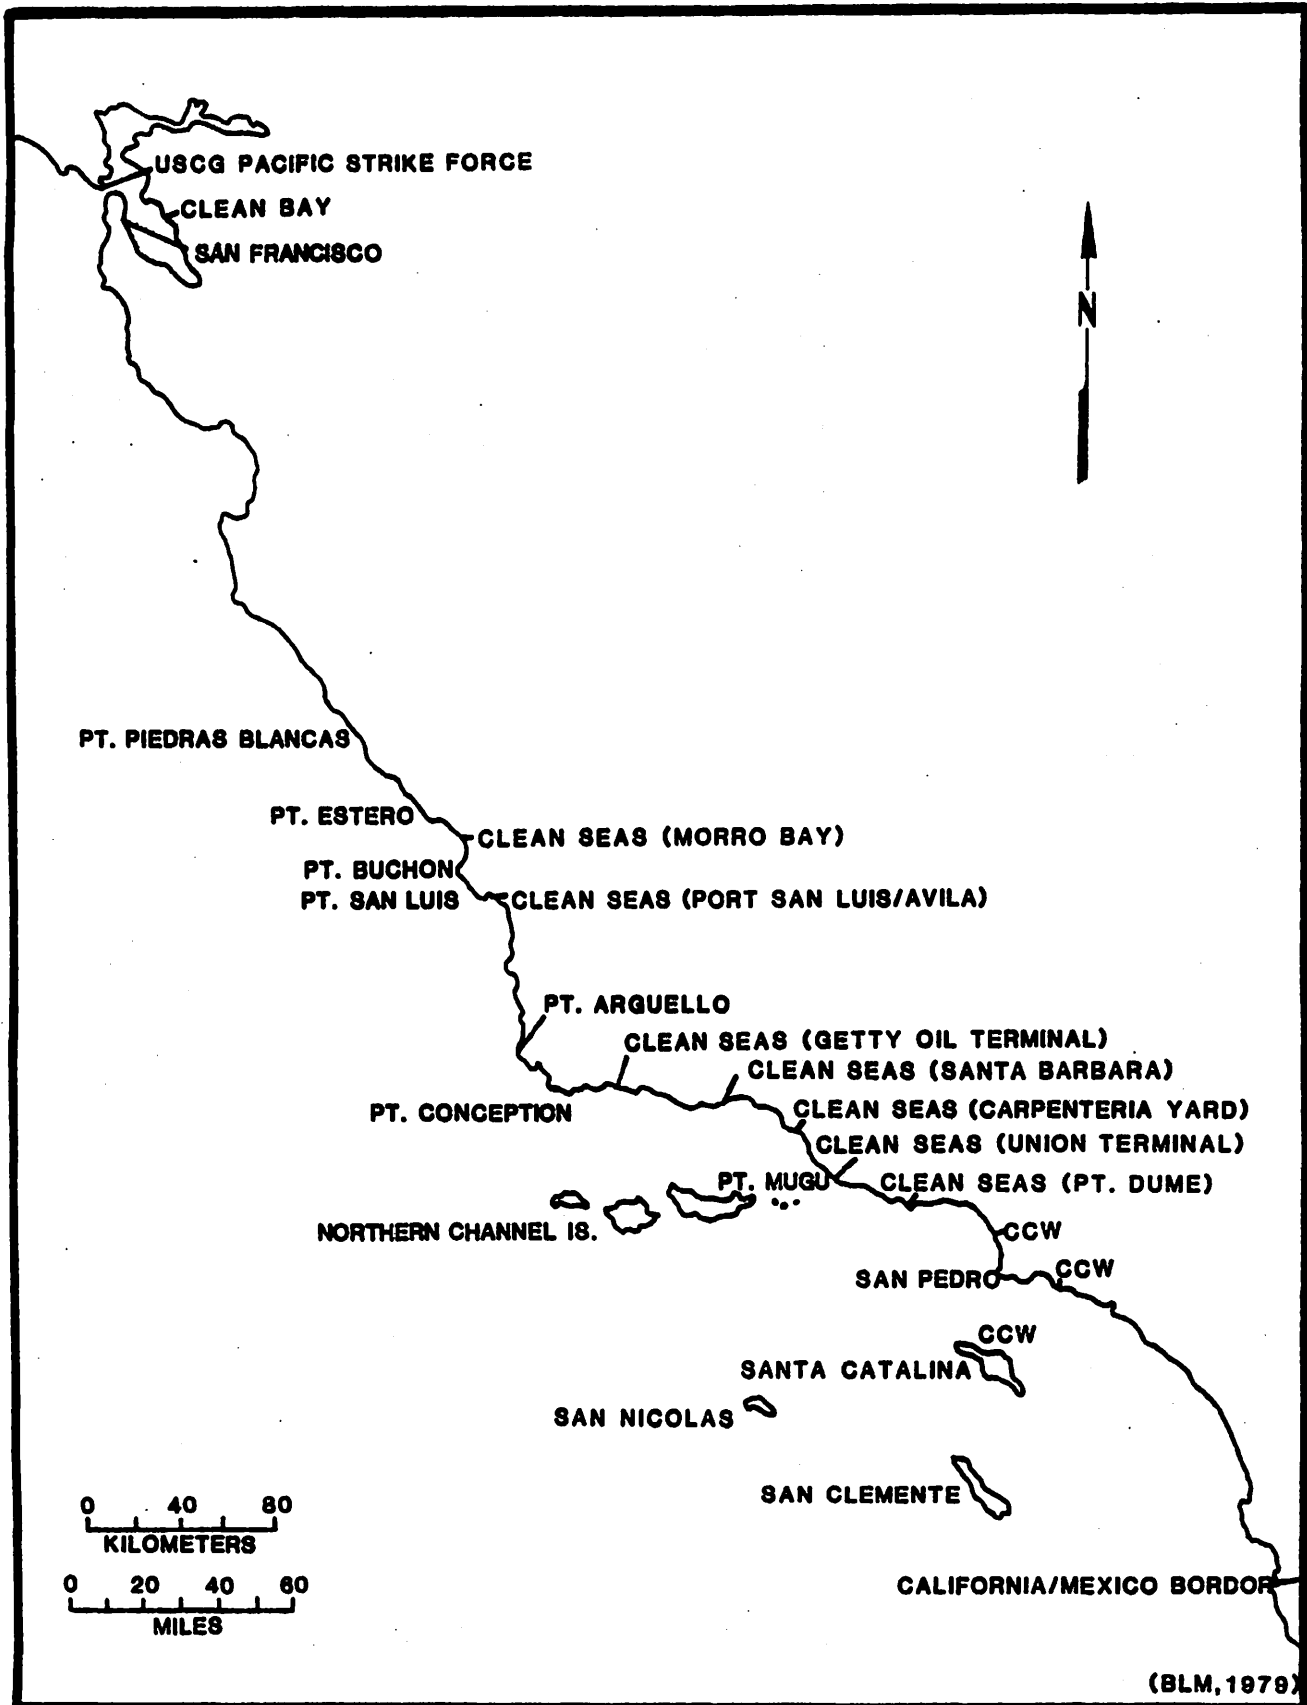 USCG PACIFIC STRIKE FORCE
CLEAN BAY
SAN FRANCISCO
N
PT. PIEDRAS BLANCAS
PT. ESTERO
CLEAN SEAS (MORRO BAY)
PT. BUCHON
PT. SAN LUIS
CLEAN SEAS (PORT SAN LUIS/AVILA)
PT. ARGUELLO
CLEAN SEAS (GETTY OIL TERMINAL)
CLEAN SEAS (SANTA BARBARA)
PT. CONCEPTION
CLEAN SEAS (CARPENTERIA YARD)
CLEAN SEAS (UNION TERMINAL)
PT. MUGU
CLEAN SEAS (PT. DUME)
NORTHERN CHANNEL IS.
CCW
SAN PEDRO
CCW
CCW
SANTA CATALINA
SAN NICOLAS
SAN CLEMENTE
0 40 80
KILOMETERS
0 20 40 60
MILES
CALIFORNIA/MEXICO BORDOR
(BLM,1979)